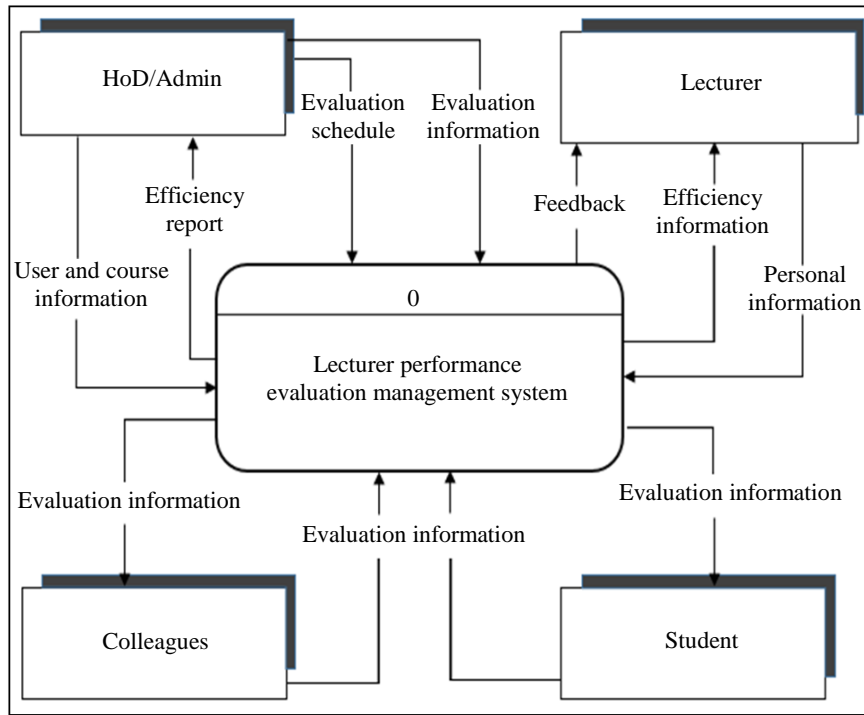 HoD/Admin
Lecturer
Evaluation
schedule
Evaluation
information
Efficiency
report
Feedback
Efficiency
information
User and course
information
Personal
information
0
Lecturer performance
evaluation management system
Evaluation information
Evaluation information
Evaluation information
Colleagues
Student